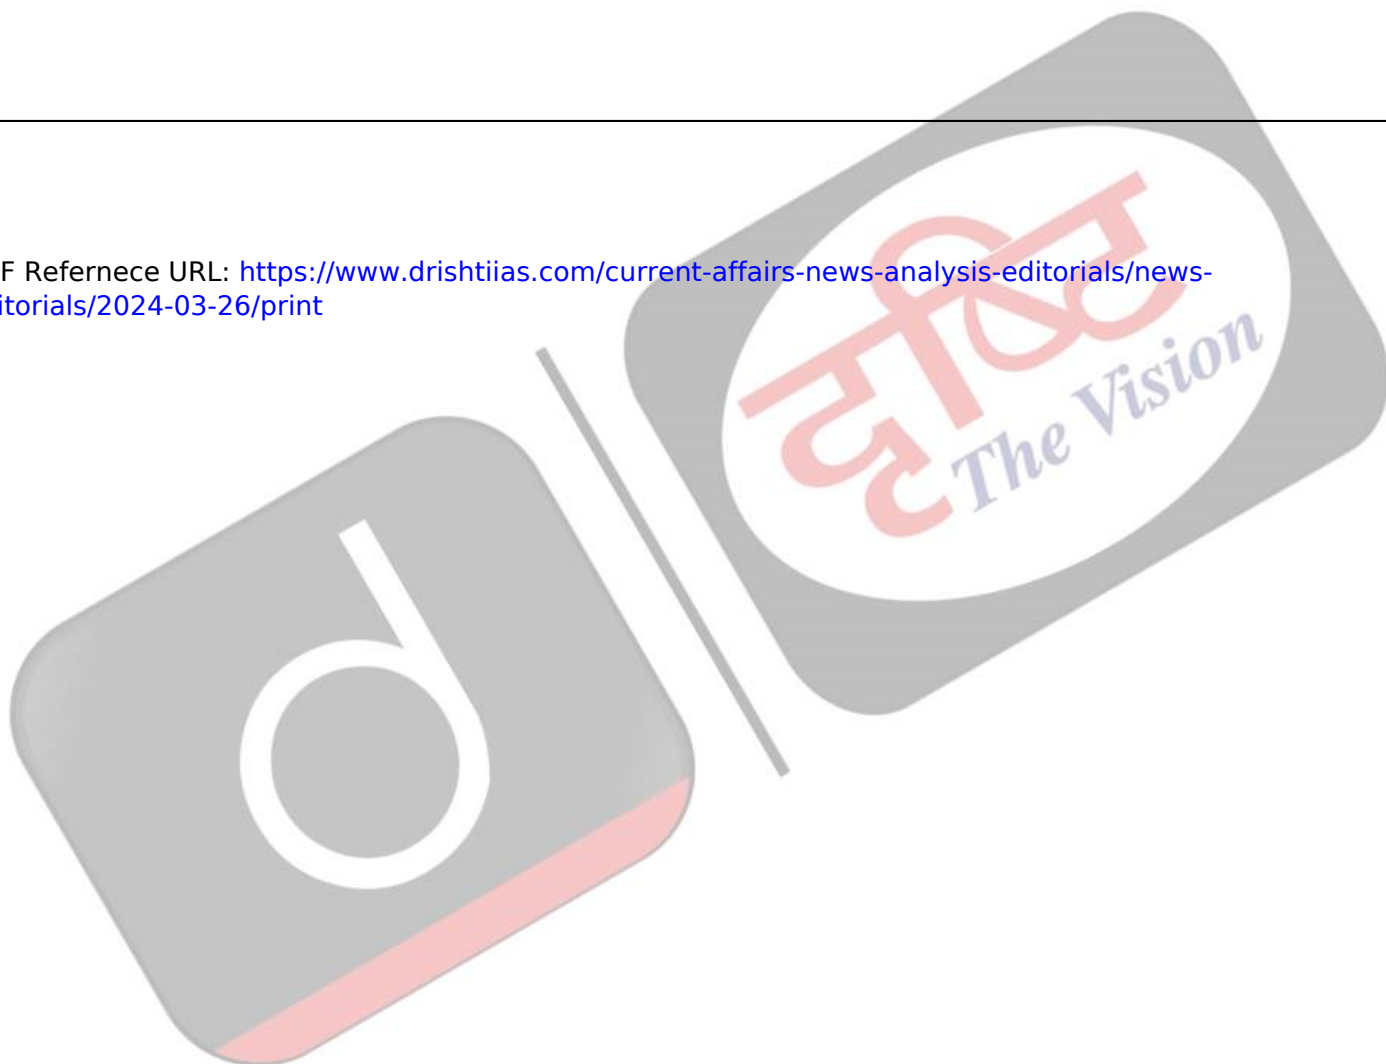 F Refernece URL: https://www.drishtiias.com/current-affairs-news-analysis-editorials/news-
itorials/2024-03-26/print
दृष्टि
The Vision
d